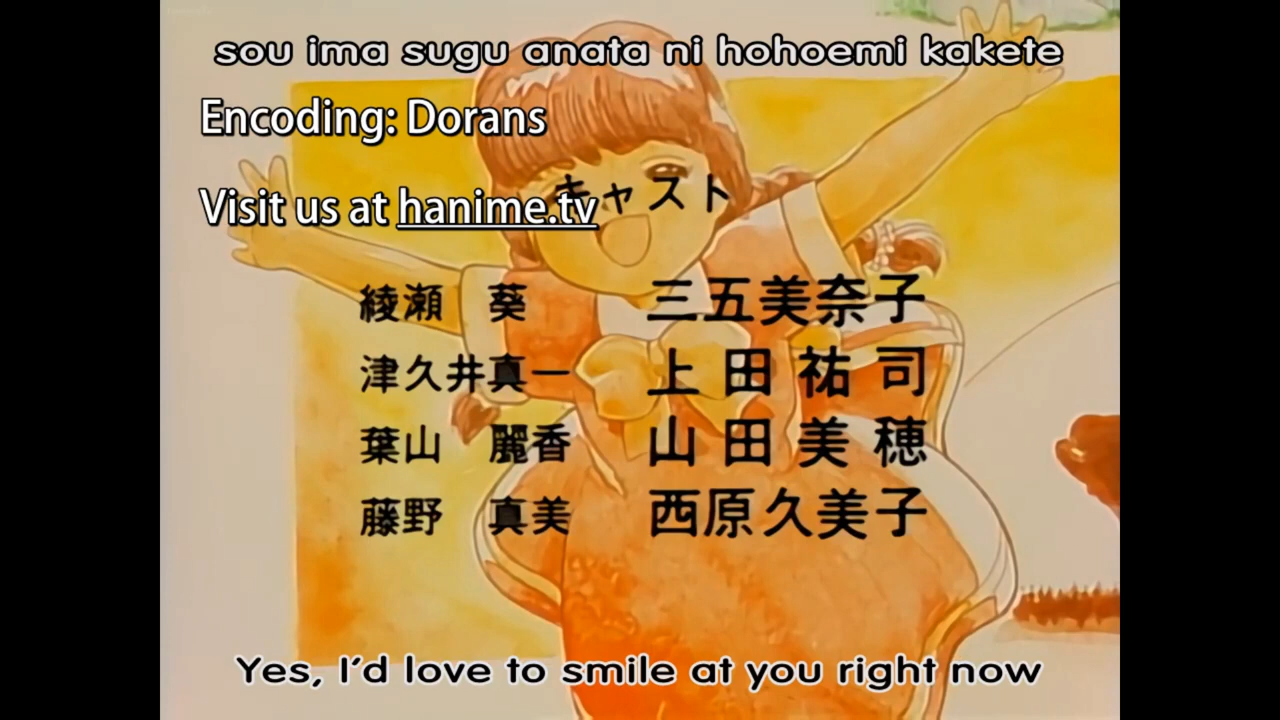 sou ima sugu anata ni hohoemi kakete
Encoding: Dorans
キャスト
Visit us at hanime.tv
綾瀬 葵 三五美奈子
津久井真一 上田祐司
葉山 麗香 山田美穂
藤野 真美 西原久美子
Yes, I'd love to smile at you right now